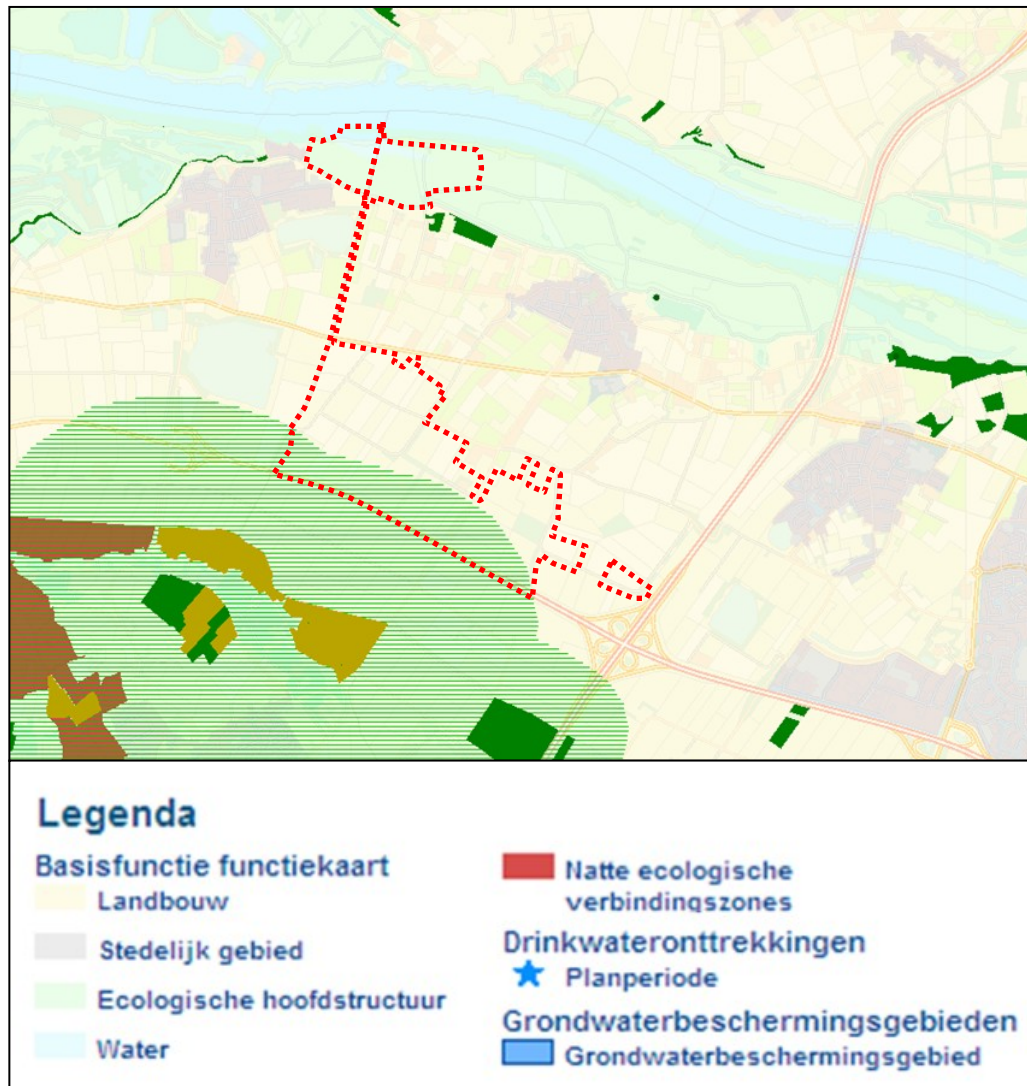 Legenda
Basisfunctie functiekaart
Landbouw
Stedelijk gebied
Ecologische hoofdstructuur
Water
Natte ecologische
verbindingszones
Drinkwateronttrekkingen
Planperiode
Grondwaterbeschermingsgebieden
Grondwaterbeschermingsgebied